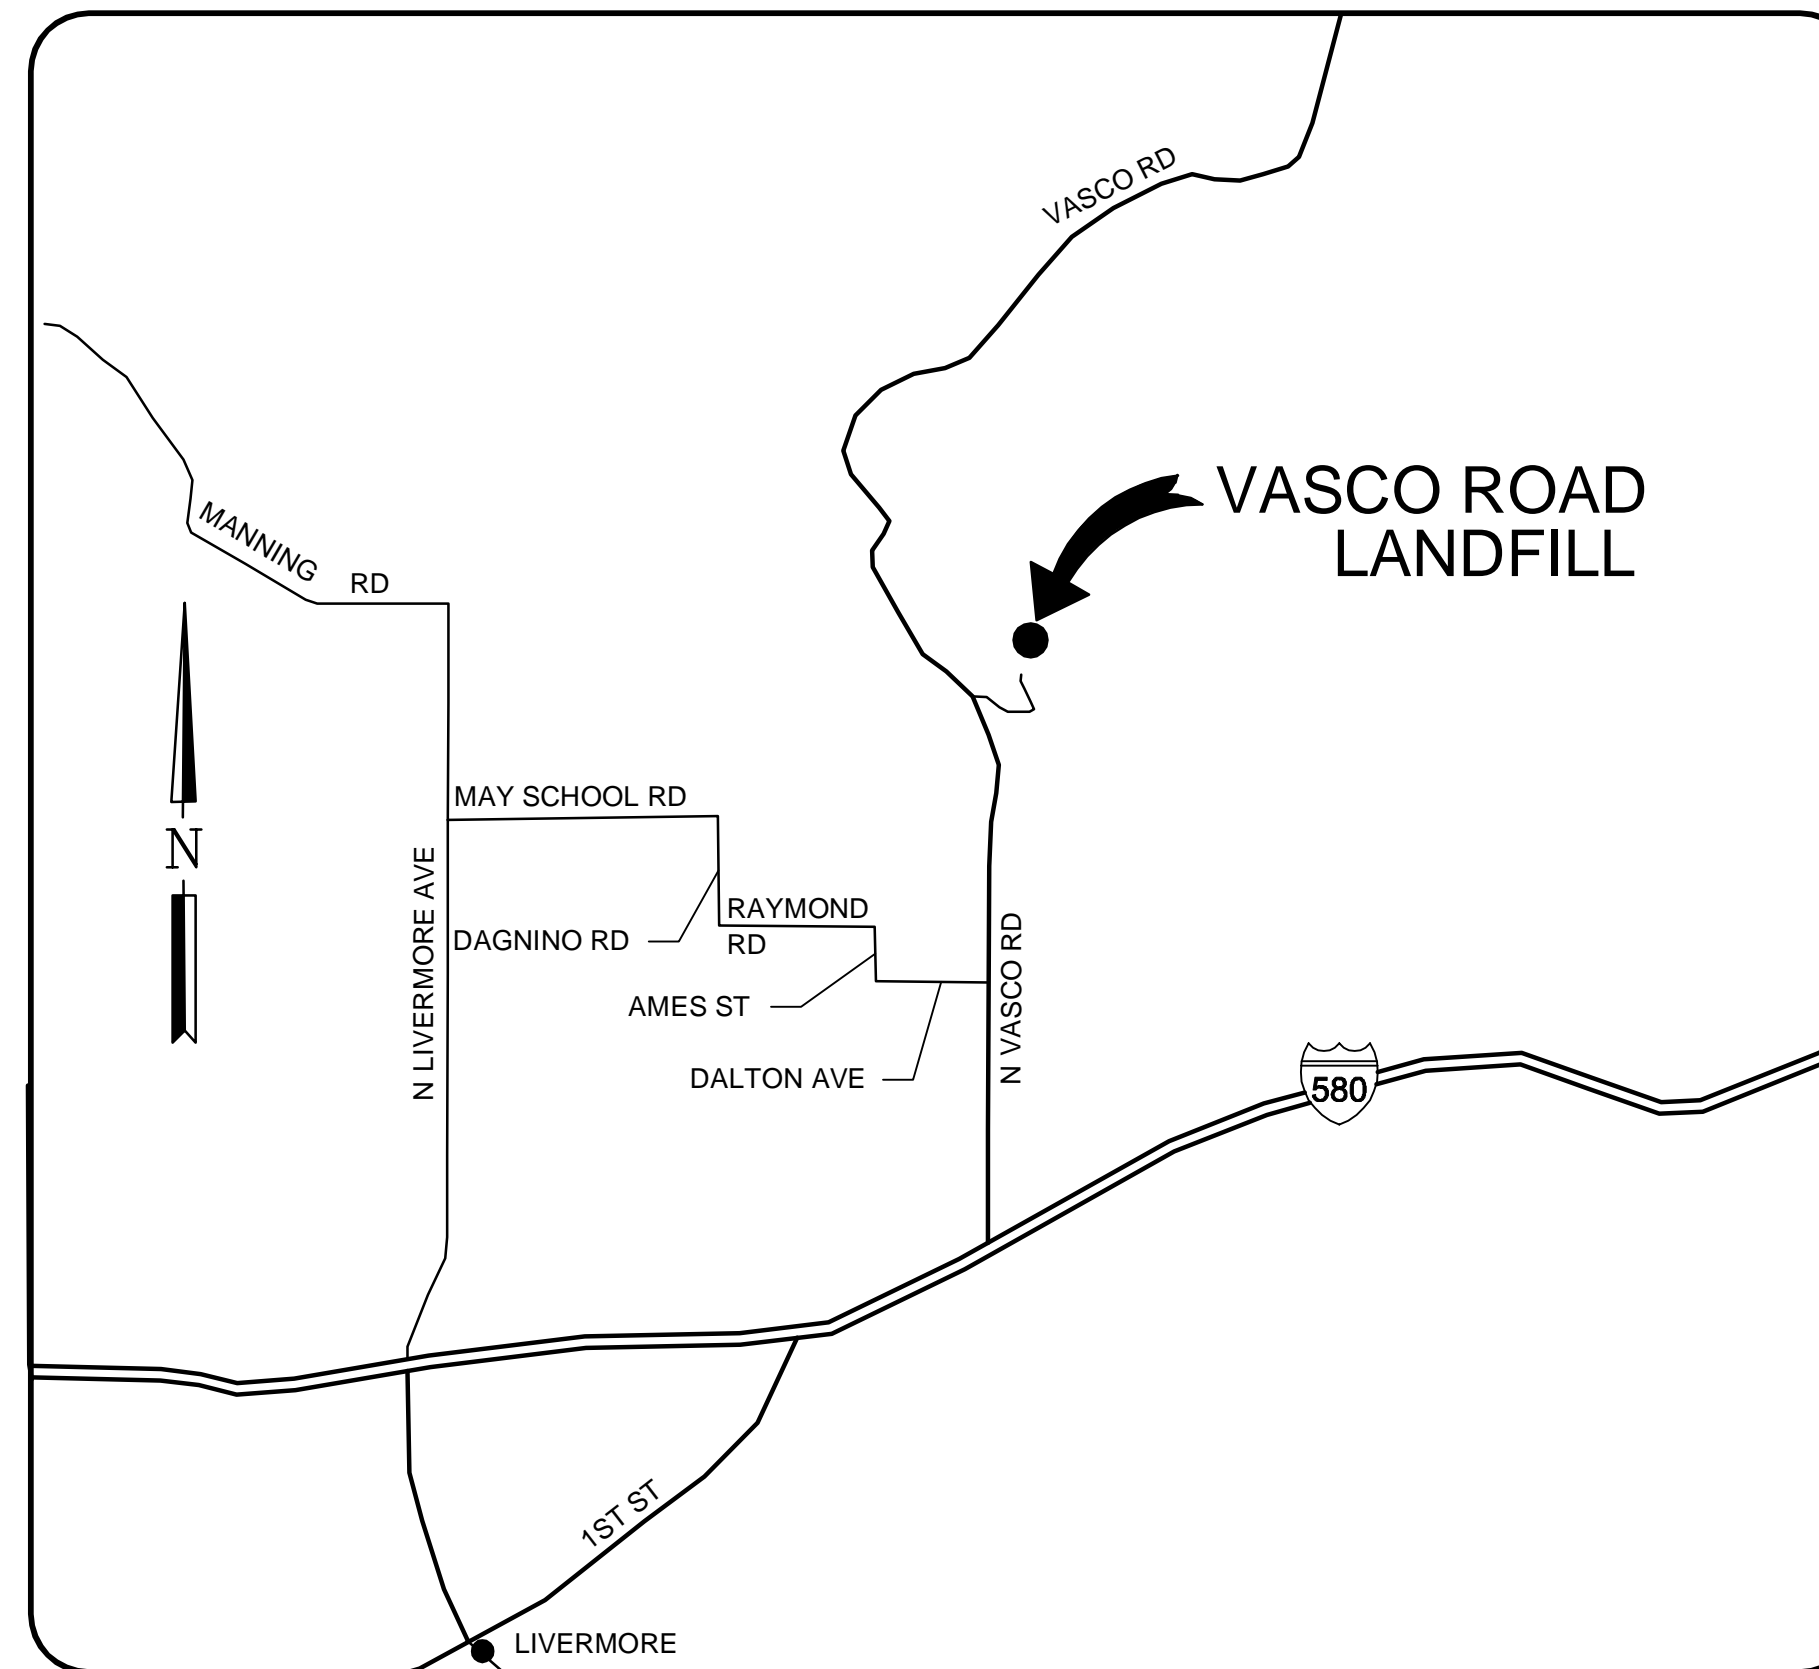 VASCO RD
VASCO ROAD
LANDFILL
MANNING
RD
MAY SCHOOL RD
N
N LIVERMORE AVE
RAYMOND
RD
DAGNINO RD
N VASCO RD
AMES ST
DALTON AVE
580
1ST ST
LIVERMORE